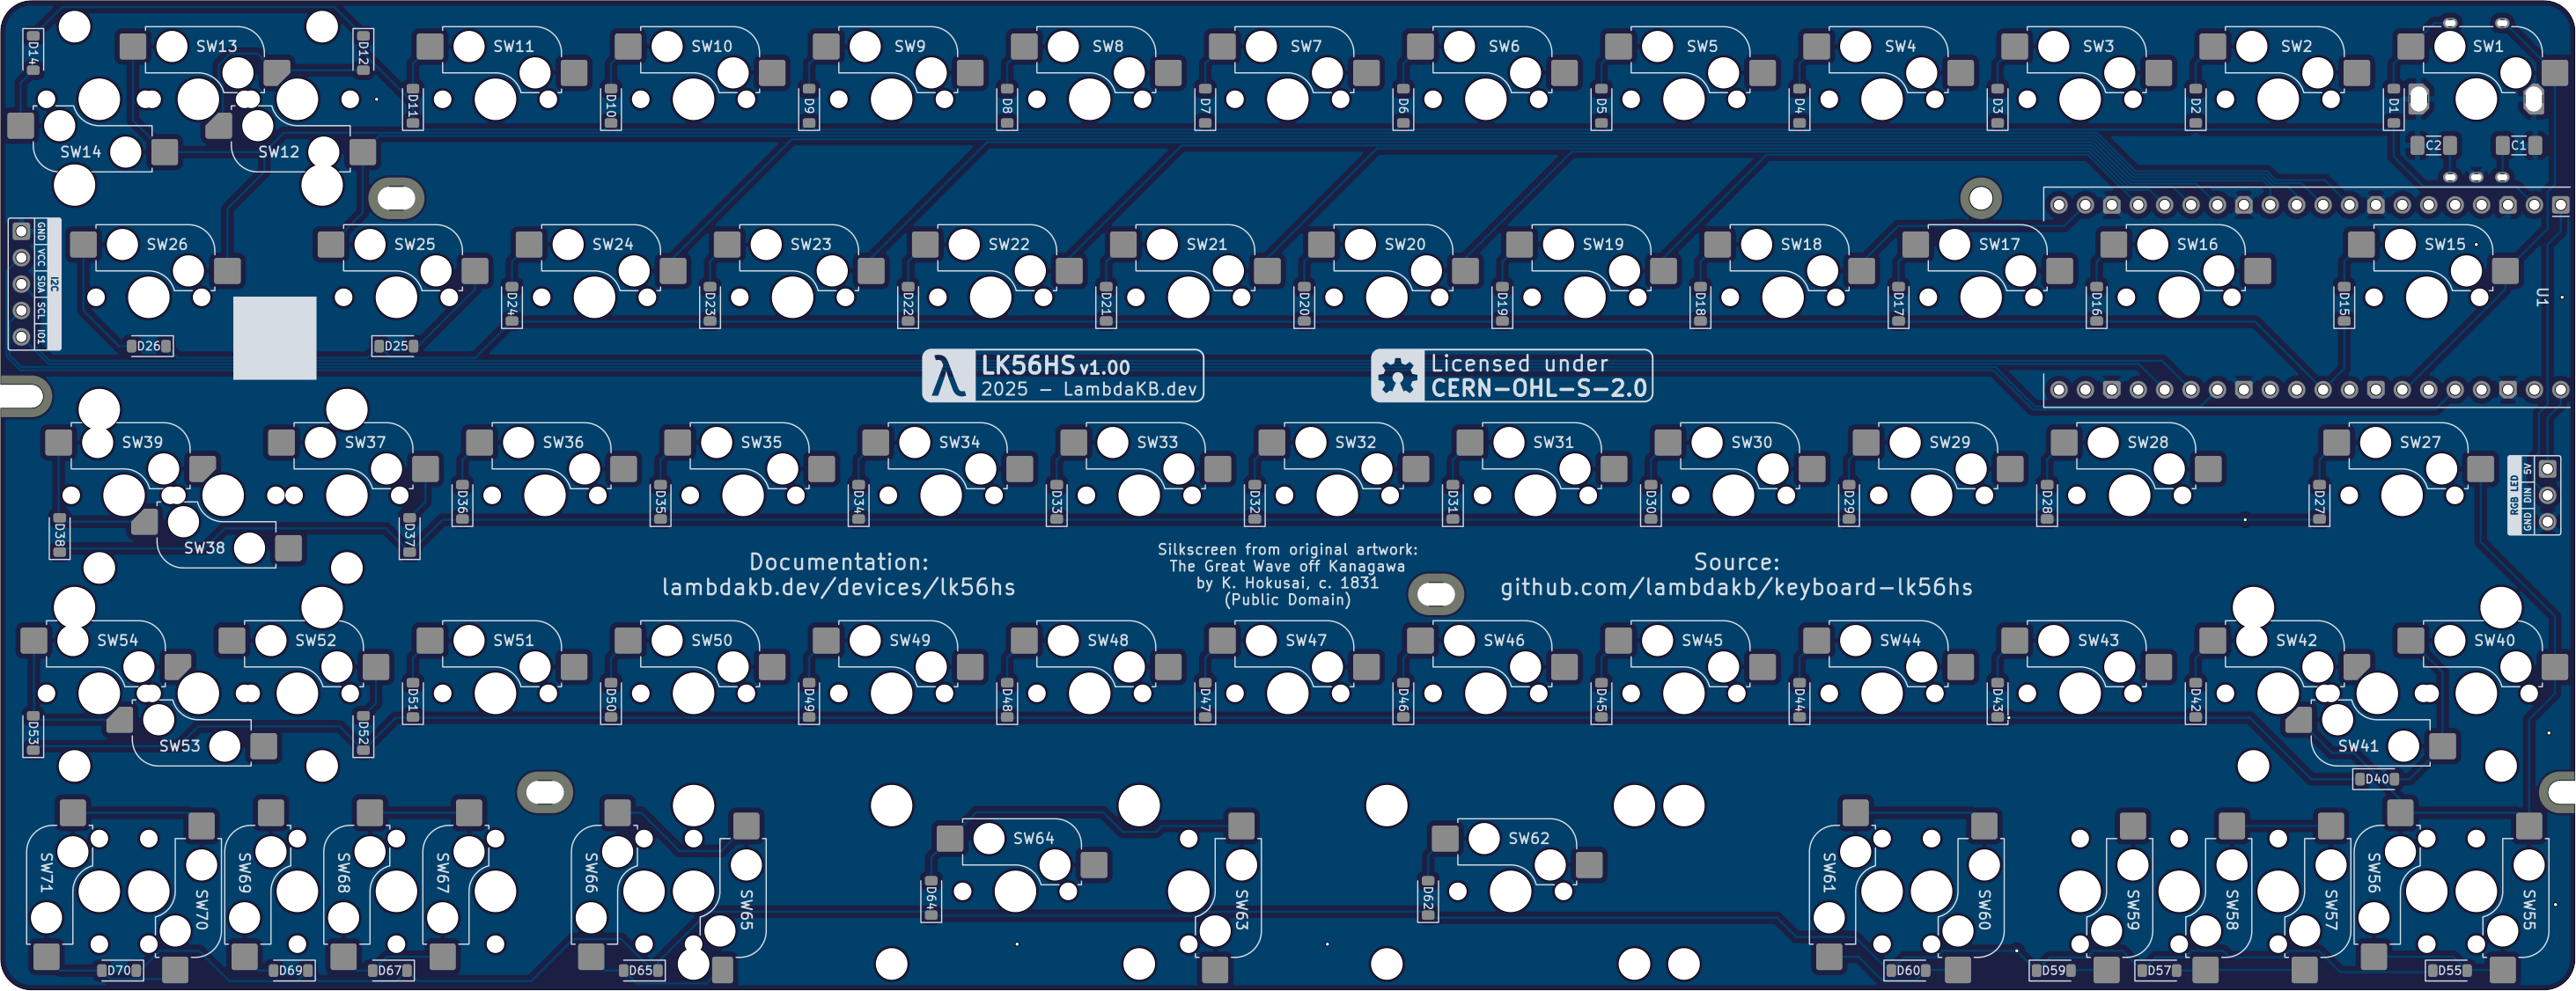 D14
SW13
D12
SW11
SW10
SW9
SW8
SW7
SW6
SW5
SW4
SW3
SW2
SW1
D11
D10
D9
D8
D7
D6
D5
D4
D3
D2
D1
SW14
SW12
C2
C1
GND VCC SDA SCL IO1
I2C
SW26
SW25
SW24
SW23
SW22
SW21
SW20
SW19
SW18
SW17
SW16
SW15
D24
D23
D22
D21
D20
D19
D18
D17
D16
D15
U1
D26
D25
LK56HS v1.00
2025 - LambdaKB.dev
Licensed under
CERN-OHL-S-2.0
SW39
SW37
SW36
SW35
SW34
SW33
SW32
SW31
SW30
SW29
SW28
SW27
D38
D37
D36
D35
D34
D33
D32
D31
D30
D29
D28
D27
RGB LED
GND DIN 5V
SW38
Documentation:
lambdakb.dev/devices/lk56hs
Silkscreen from original artwork:
The Great Wave off Kanagawa
by K. Hokusai, c. 1831
(Public Domain)
Source:
github.com/lambdakb/keyboard-lk56hs
SW54
SW52
SW51
SW50
SW49
SW48
SW47
SW46
SW45
SW44
SW43
SW42
SW40
D53
D52
D51
D50
D49
D48
D47
D46
D45
D44
D43
D42
SW53
SW41
D40
SW71
SW70
SW69
SW68
SW67
SW66
SW65
SW64
SW63
SW62
SW61
SW60
SW59
SW58
SW57
SW56
SW55
D64
D62
D70
D69
D67
D65
D60
D59
D57
D55